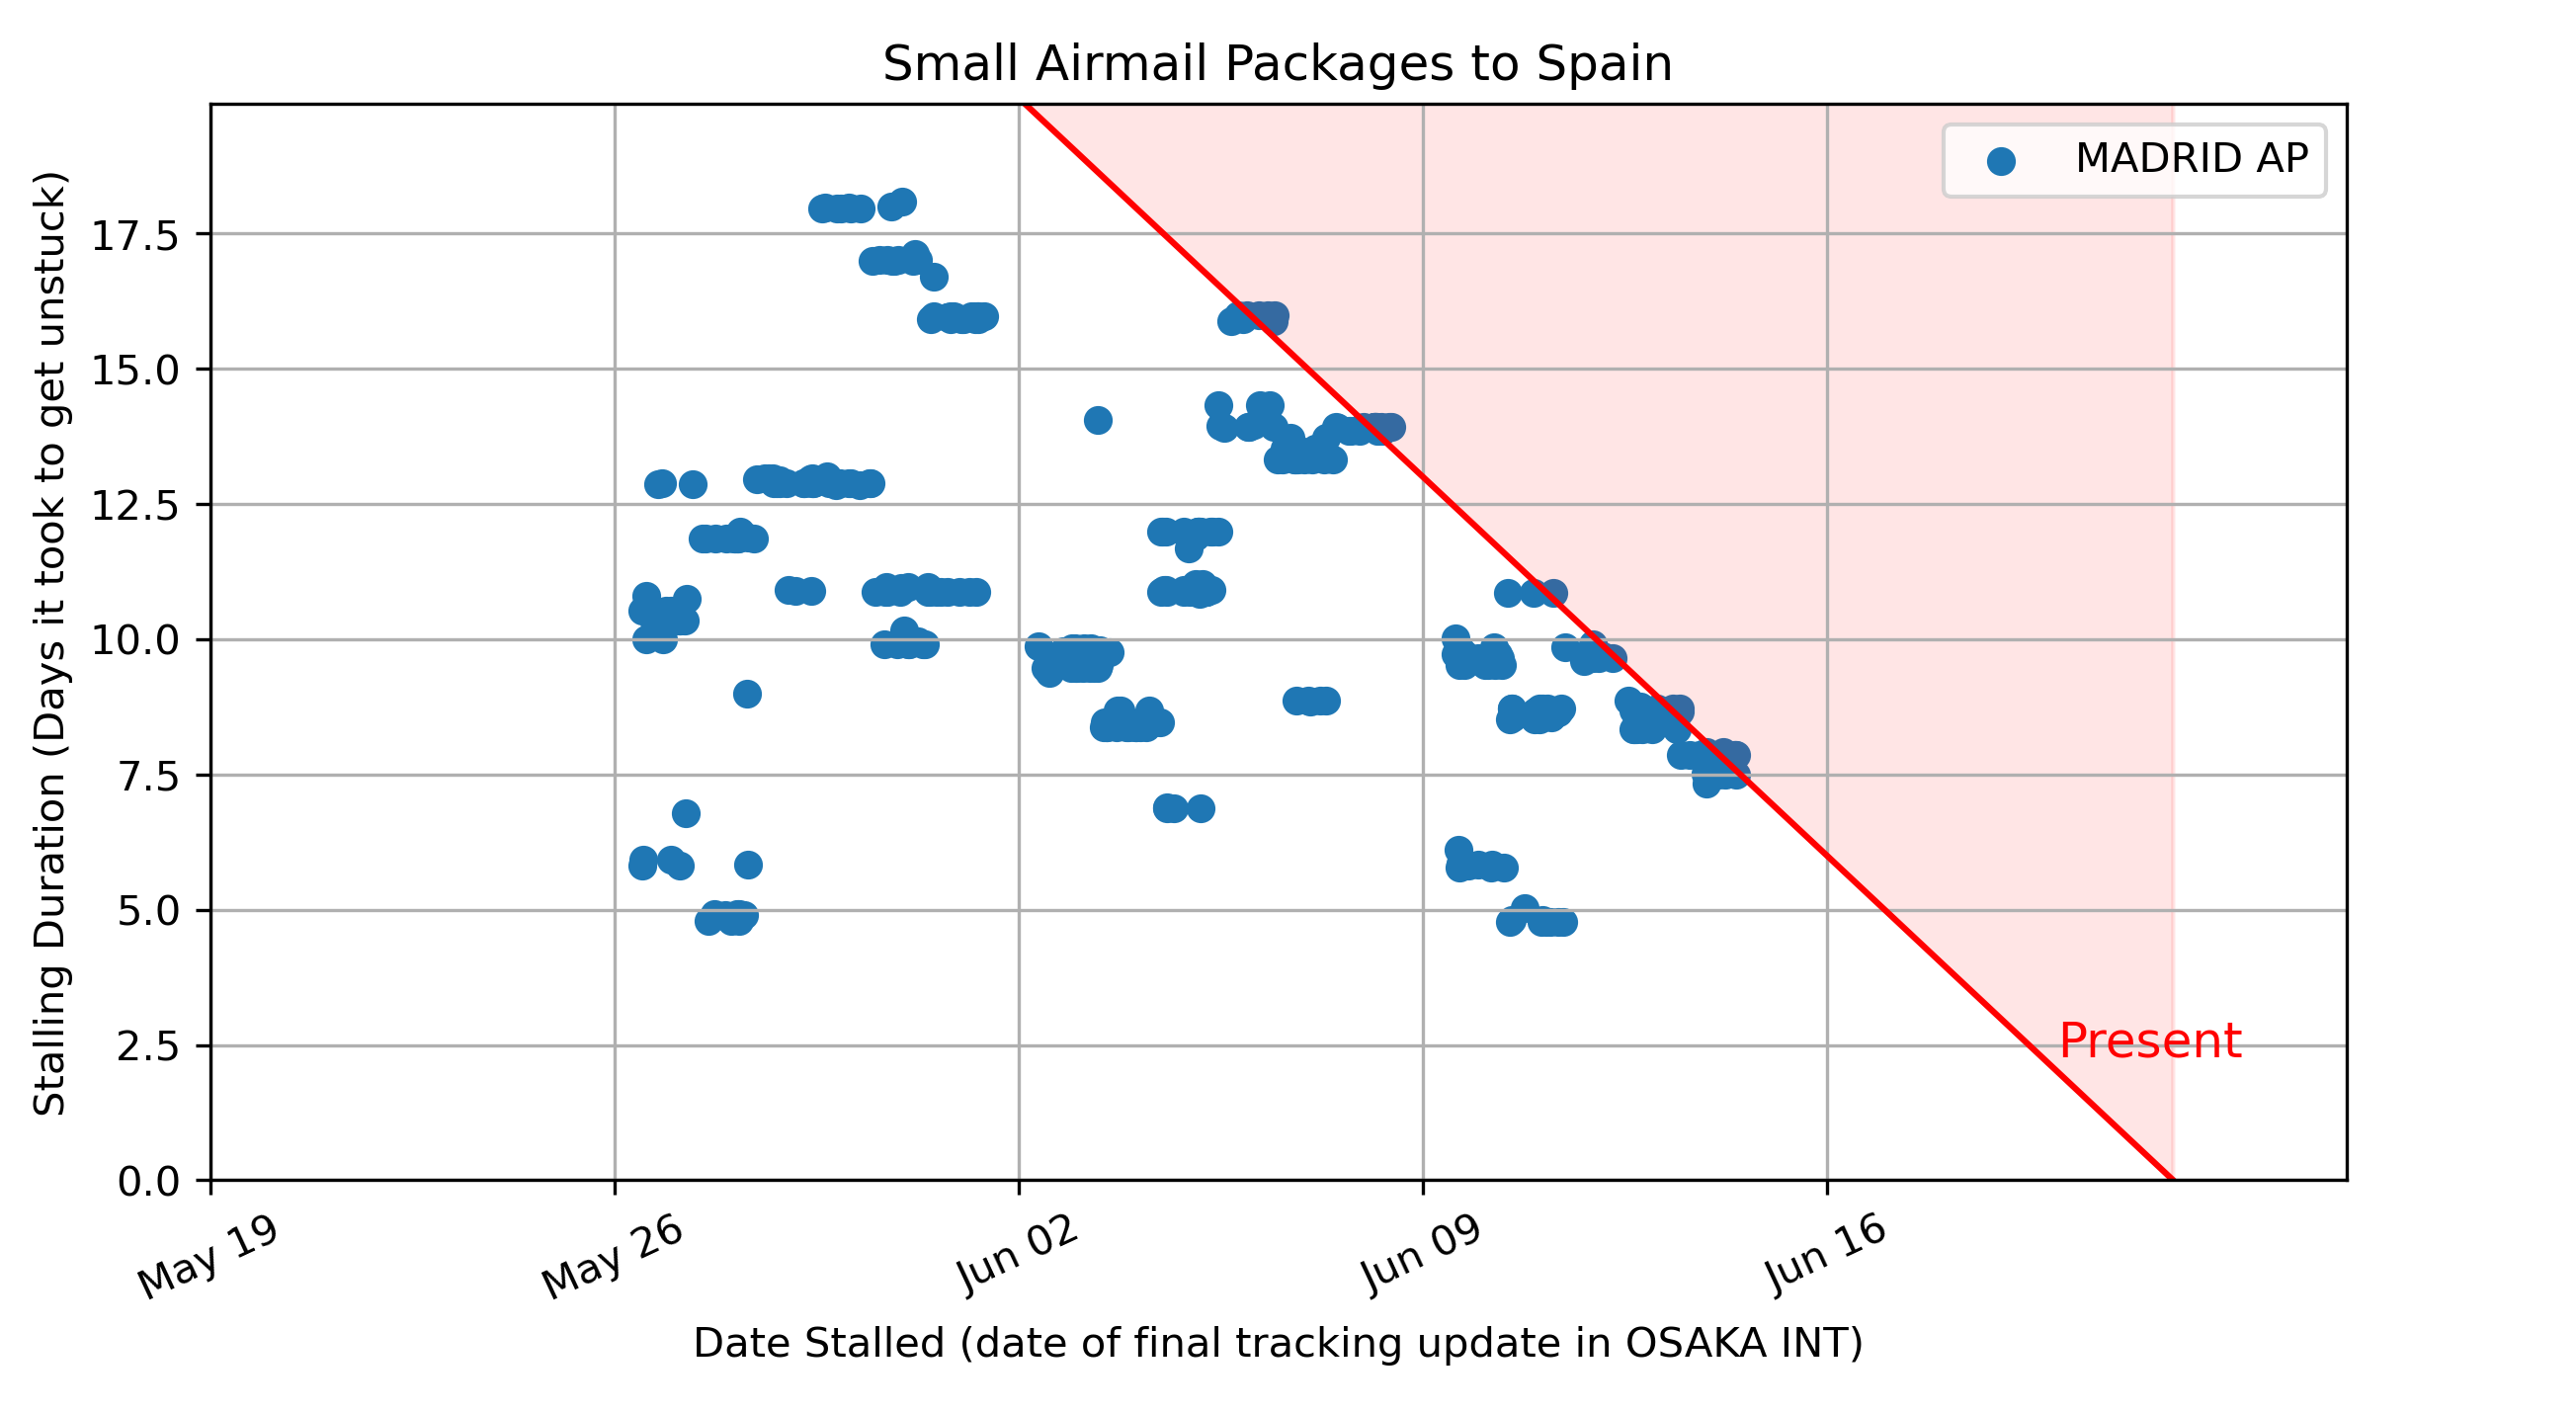 Small Airmail Packages to Spain
MADRID AP
Stalling Duration (Days it took to get unstuck)
17.5
15.0
12.5
10.0
7.5
5.0
2.5
0.0
Present
May 19
May 26
Jun 02
Jun 09
Jun 16
Date Stalled (date of final tracking update in OSAKA INT)